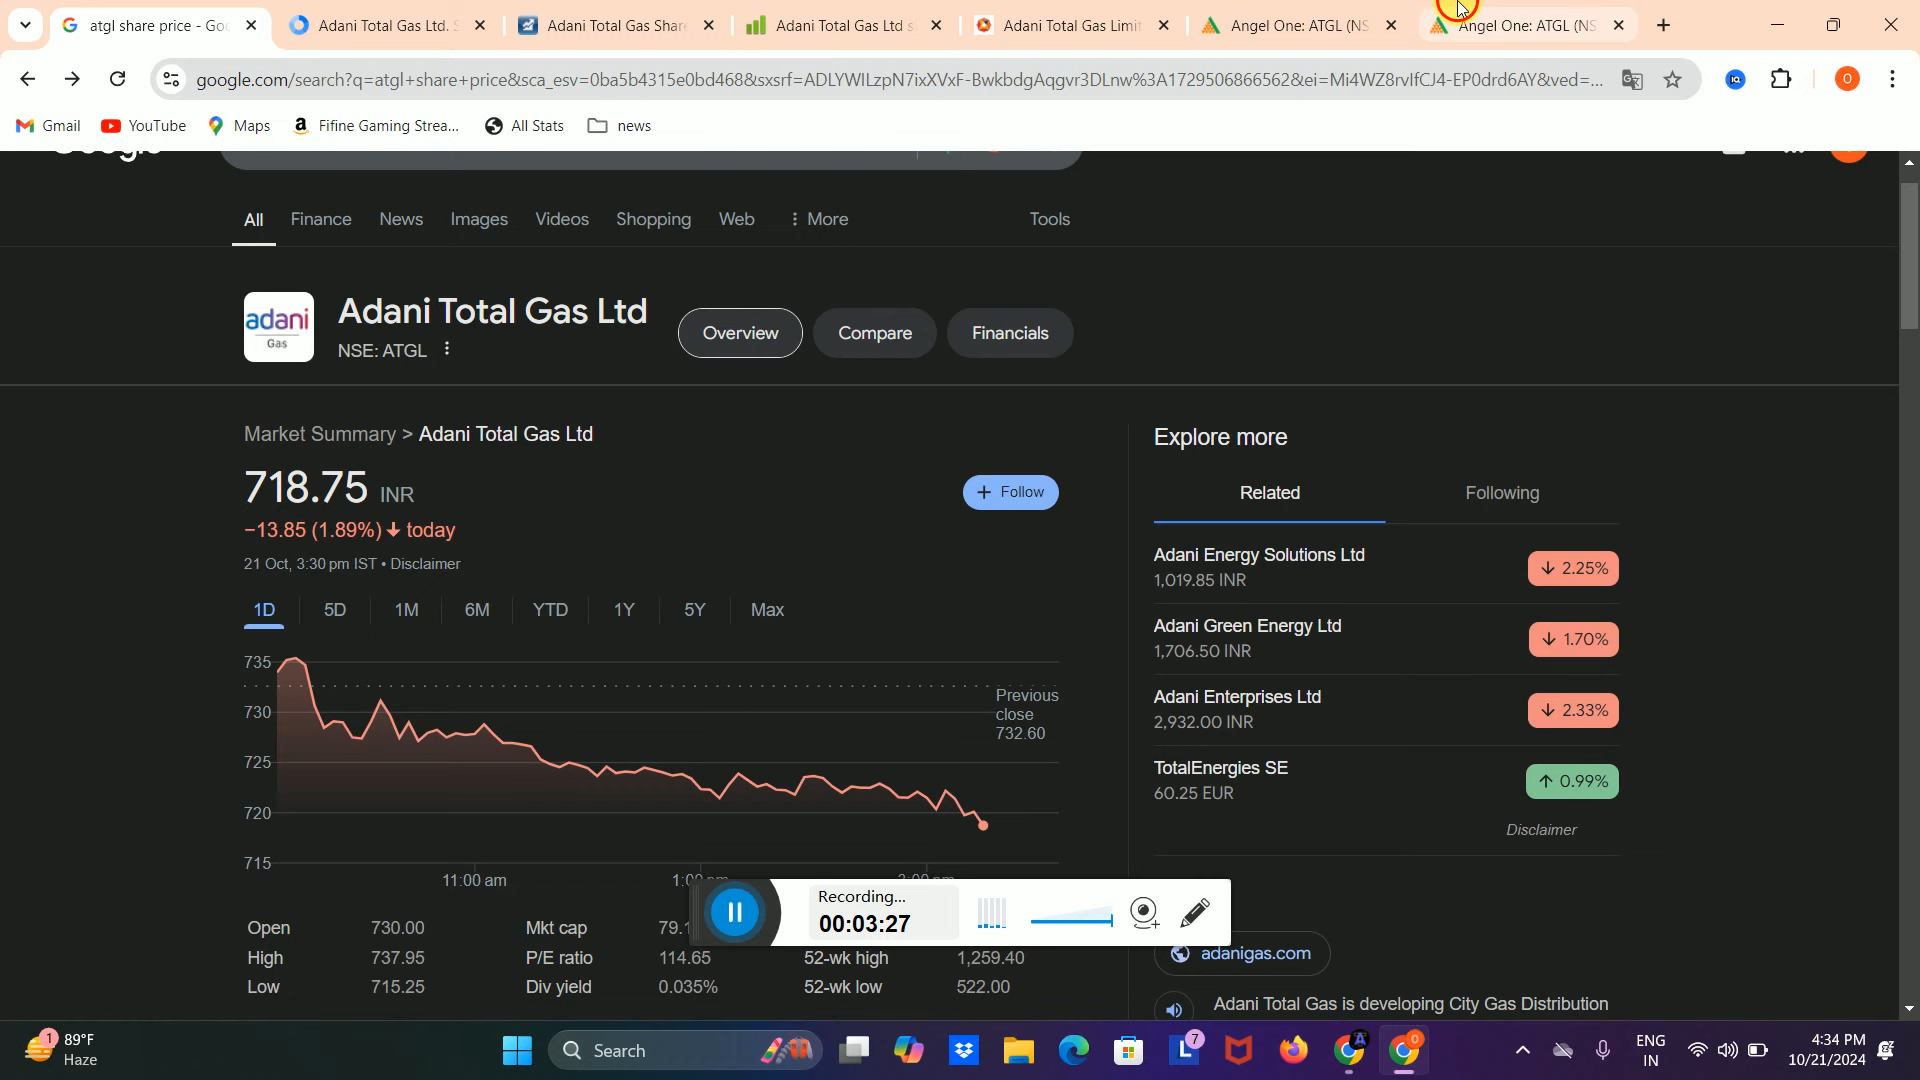 atgl share price - Goo
Adani Total Gas Ltd. S
Adani Total Gas Share
Adani Total Gas Ltd s
Adani Total Gas Limit
Angel One: ATGL (NS
Angel One: ATGL (NS
google.com/search?q=atgl+share+price&sca_esv=0ba5b4315e0bd468&sxsrf=ADLYWILzpN7ixXVxF-BwkbdgAqgvr3DLnw%3A1729506866562&ei=Mi4WZ8rvIfCJ4-EP0drd6AY&ved=...
O
Gmail YouTube Maps Fifine Gaming Strea... All Stats news
All Finance News Images Videos Shopping Web More Tools
adani
Gas
Adani Total Gas Ltd
NSE: ATGL
Overview Compare Financials
Market Summary > Adani Total Gas Ltd
718.75 INR
−13.85 (1.89%) today
21 Oct, 3:30 pm IST • Disclaimer
+ Follow
1D 5D 1M 6M YTD 1Y 5Y Max
735
730
725
720
715
Previous
close
732.60
11:00 am
Open 730.00
High 737.95
Low 715.25
Mkt cap
P/E ratio 114.65
Div yield 0.035%
52-wk high 1,259.40
52-wk low 522.00
Explore more
Related Following
Adani Energy Solutions Ltd
1,019.85 INR
2.25%
Adani Green Energy Ltd
1,706.50 INR
1.70%
Adani Enterprises Ltd
2,932.00 INR
2.33%
TotalEnergies SE
60.25 EUR
0.99%
Disclaimer
adanigas.com
Adani Total Gas is developing City Gas Distribution
Recording...
00:03:27
1
89°F
Haze
Search
7
ENG
IN
4:34 PM
10/21/2024